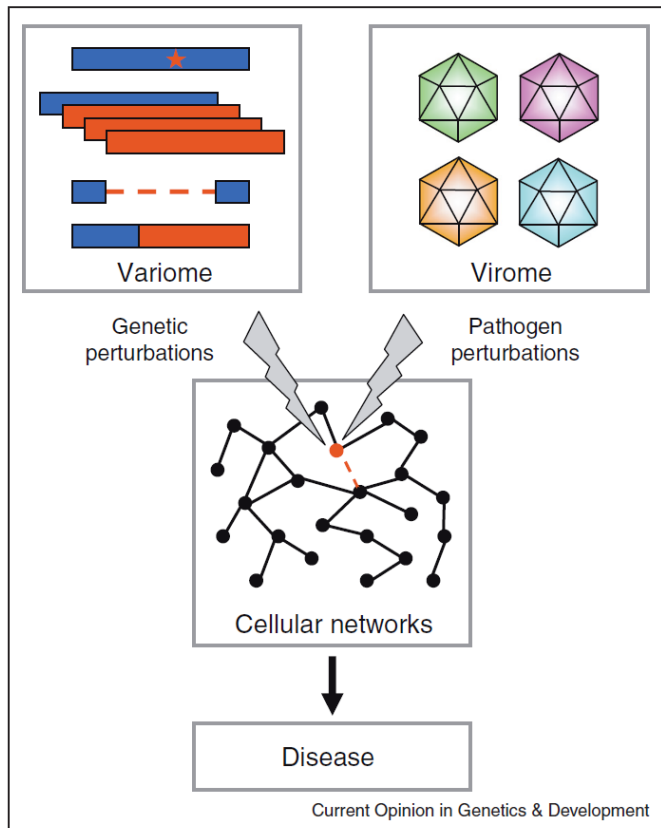 Variome
Virome
Genetic
perturbations
Pathogen
perturbations
Cellular networks
Disease
Current Opinion in Genetics & Development